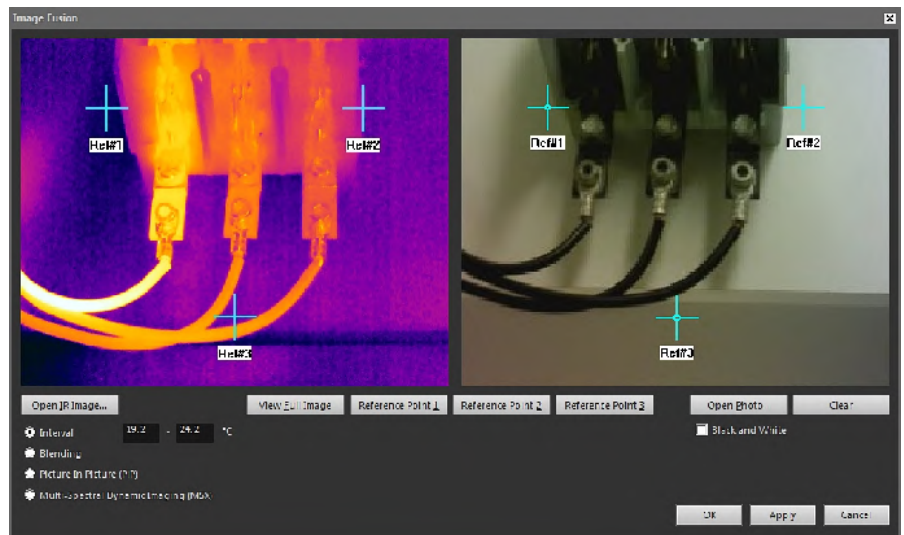 Image Fusion
Ref#1
Ref#2
Ref#3
Ref#1
Ref#2
Ref#3
Open IR Image...
View Full Image
Reference Point 1
Reference Point 2
Reference Point 3
Open Photo
Clear
Interval 19.2 - 24.2 °C
Black and White
Blending
Picture In Picture (PiP)
Multi-Spectral Dynamic Imaging (MSX
OK
Apply
Cancel